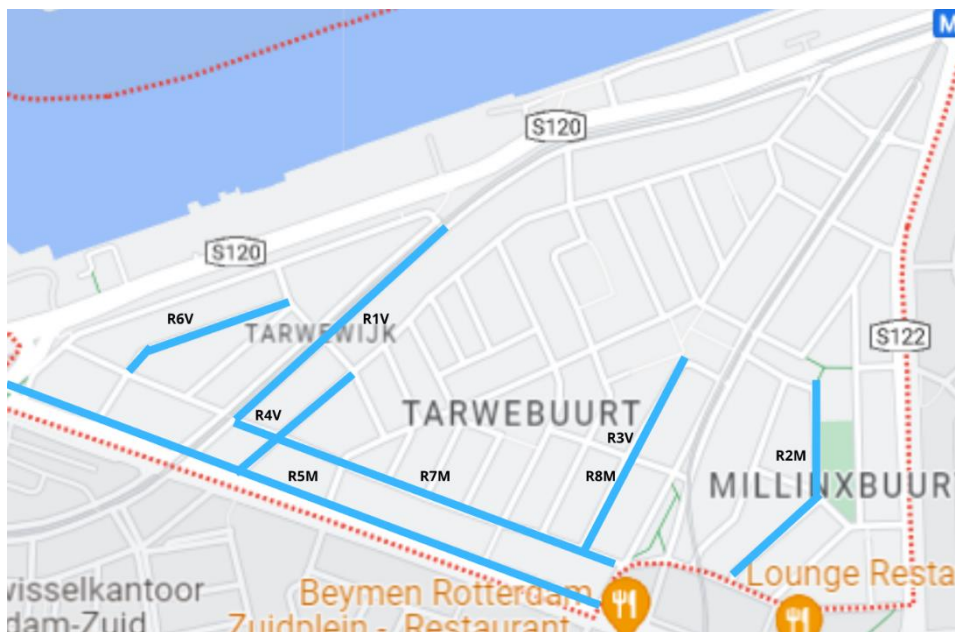 M
S120
S120
R6V
R1V
TARWEWIJK
S122
R4V
TARWEBUURT
R3V
R2M
R5M
R7M
R8M
MILLINXBUUR
wisselkantoor
dam-Zuid
Beymen Rotterdam
Zuidplein - Restaurant
Lounge Resta